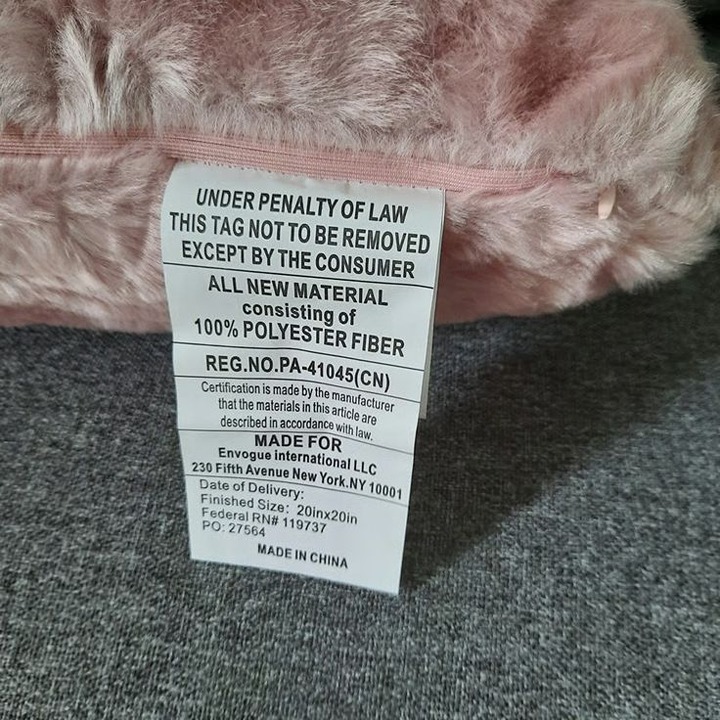 UNDER PENALTY OF LAW
THIS TAG NOT TO BE REMOVED
EXCEPT BY THE CONSUMER
ALL NEW MATERIAL
consisting of
100% POLYESTER FIBER
REG.NO.PA-41045(CN)
Certification is made by the manufacturer
that the materials in this article are
described in accordance with law.
MADE FOR
Envogue international LLC
230 Fifth Avenue New York.NY 10001
Date of Delivery:
Finished Size: 20inx20in
Federal RN# 119737
PO: 27564
MADE IN CHINA